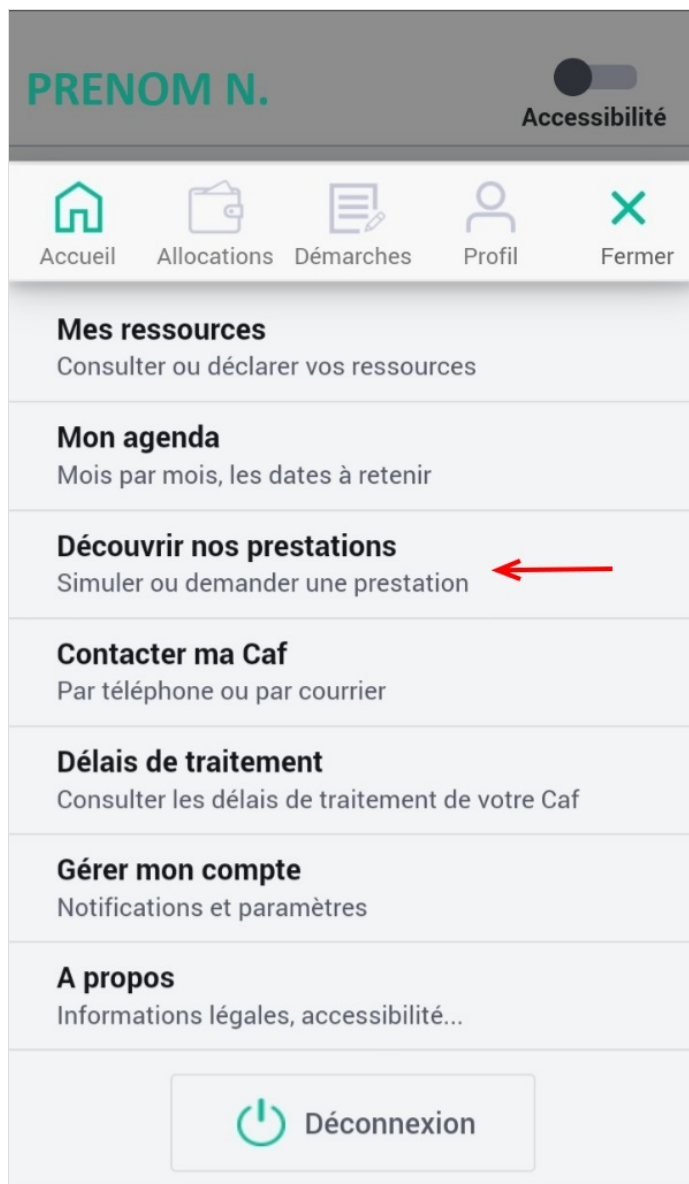 PRENOM N.
Accessibilité
Accueil Allocations Démarches Profil Fermer
Mes ressources
Consulter ou déclarer vos ressources
Mon agenda
Mois par mois, les dates à retenir
Découvrir nos prestations
Simuler ou demander une prestation
Contacter ma Caf
Par téléphone ou par courrier
Délais de traitement
Consulter les délais de traitement de votre Caf
Gérer mon compte
Notifications et paramètres
A propos
Informations légales, accessibilité...
Déconnexion